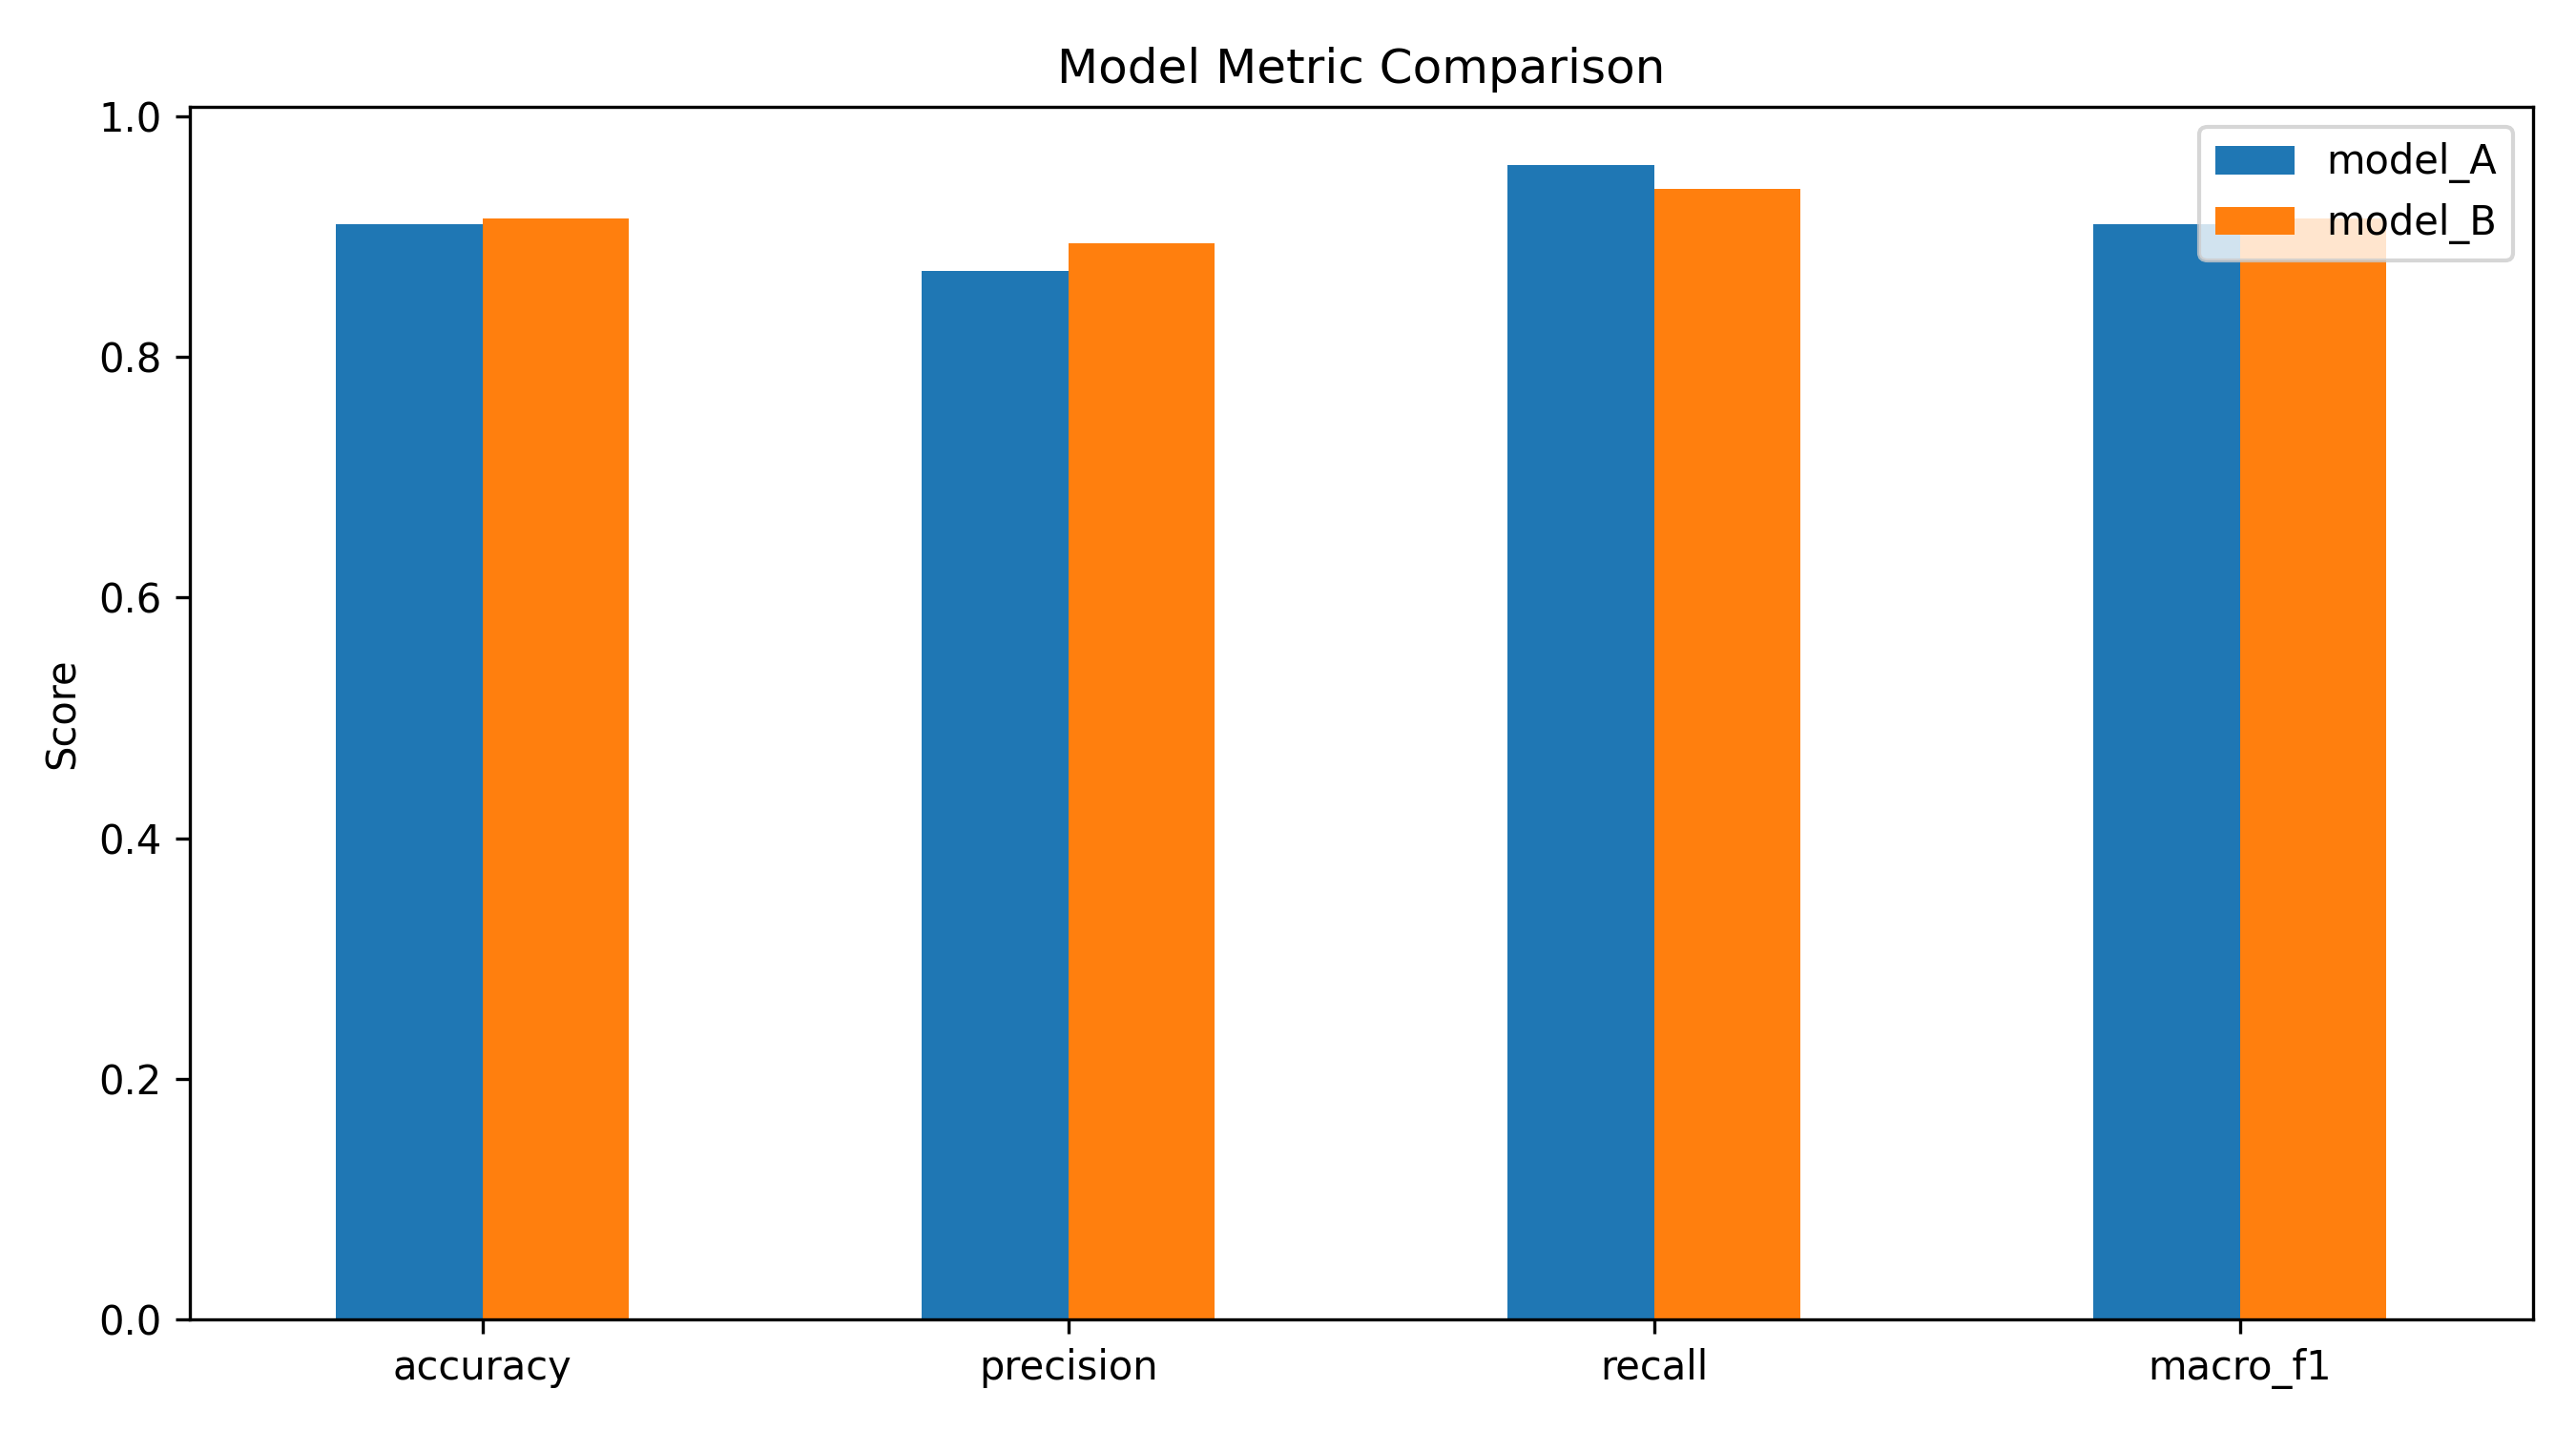 Model Metric Comparison
1.0
0.8
0.6
0.4
0.2
0.0
Score
model_A
model_B
accuracy
precision
recall
macro_f1